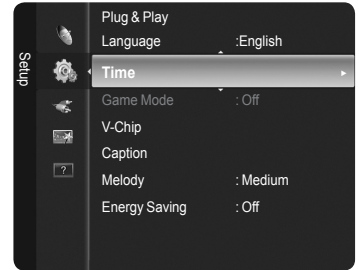 Setup
Plug & Play
Language :English
Time
Game Mode : Off
V-Chip
Caption
Melody : Medium
Energy Saving : Off
?